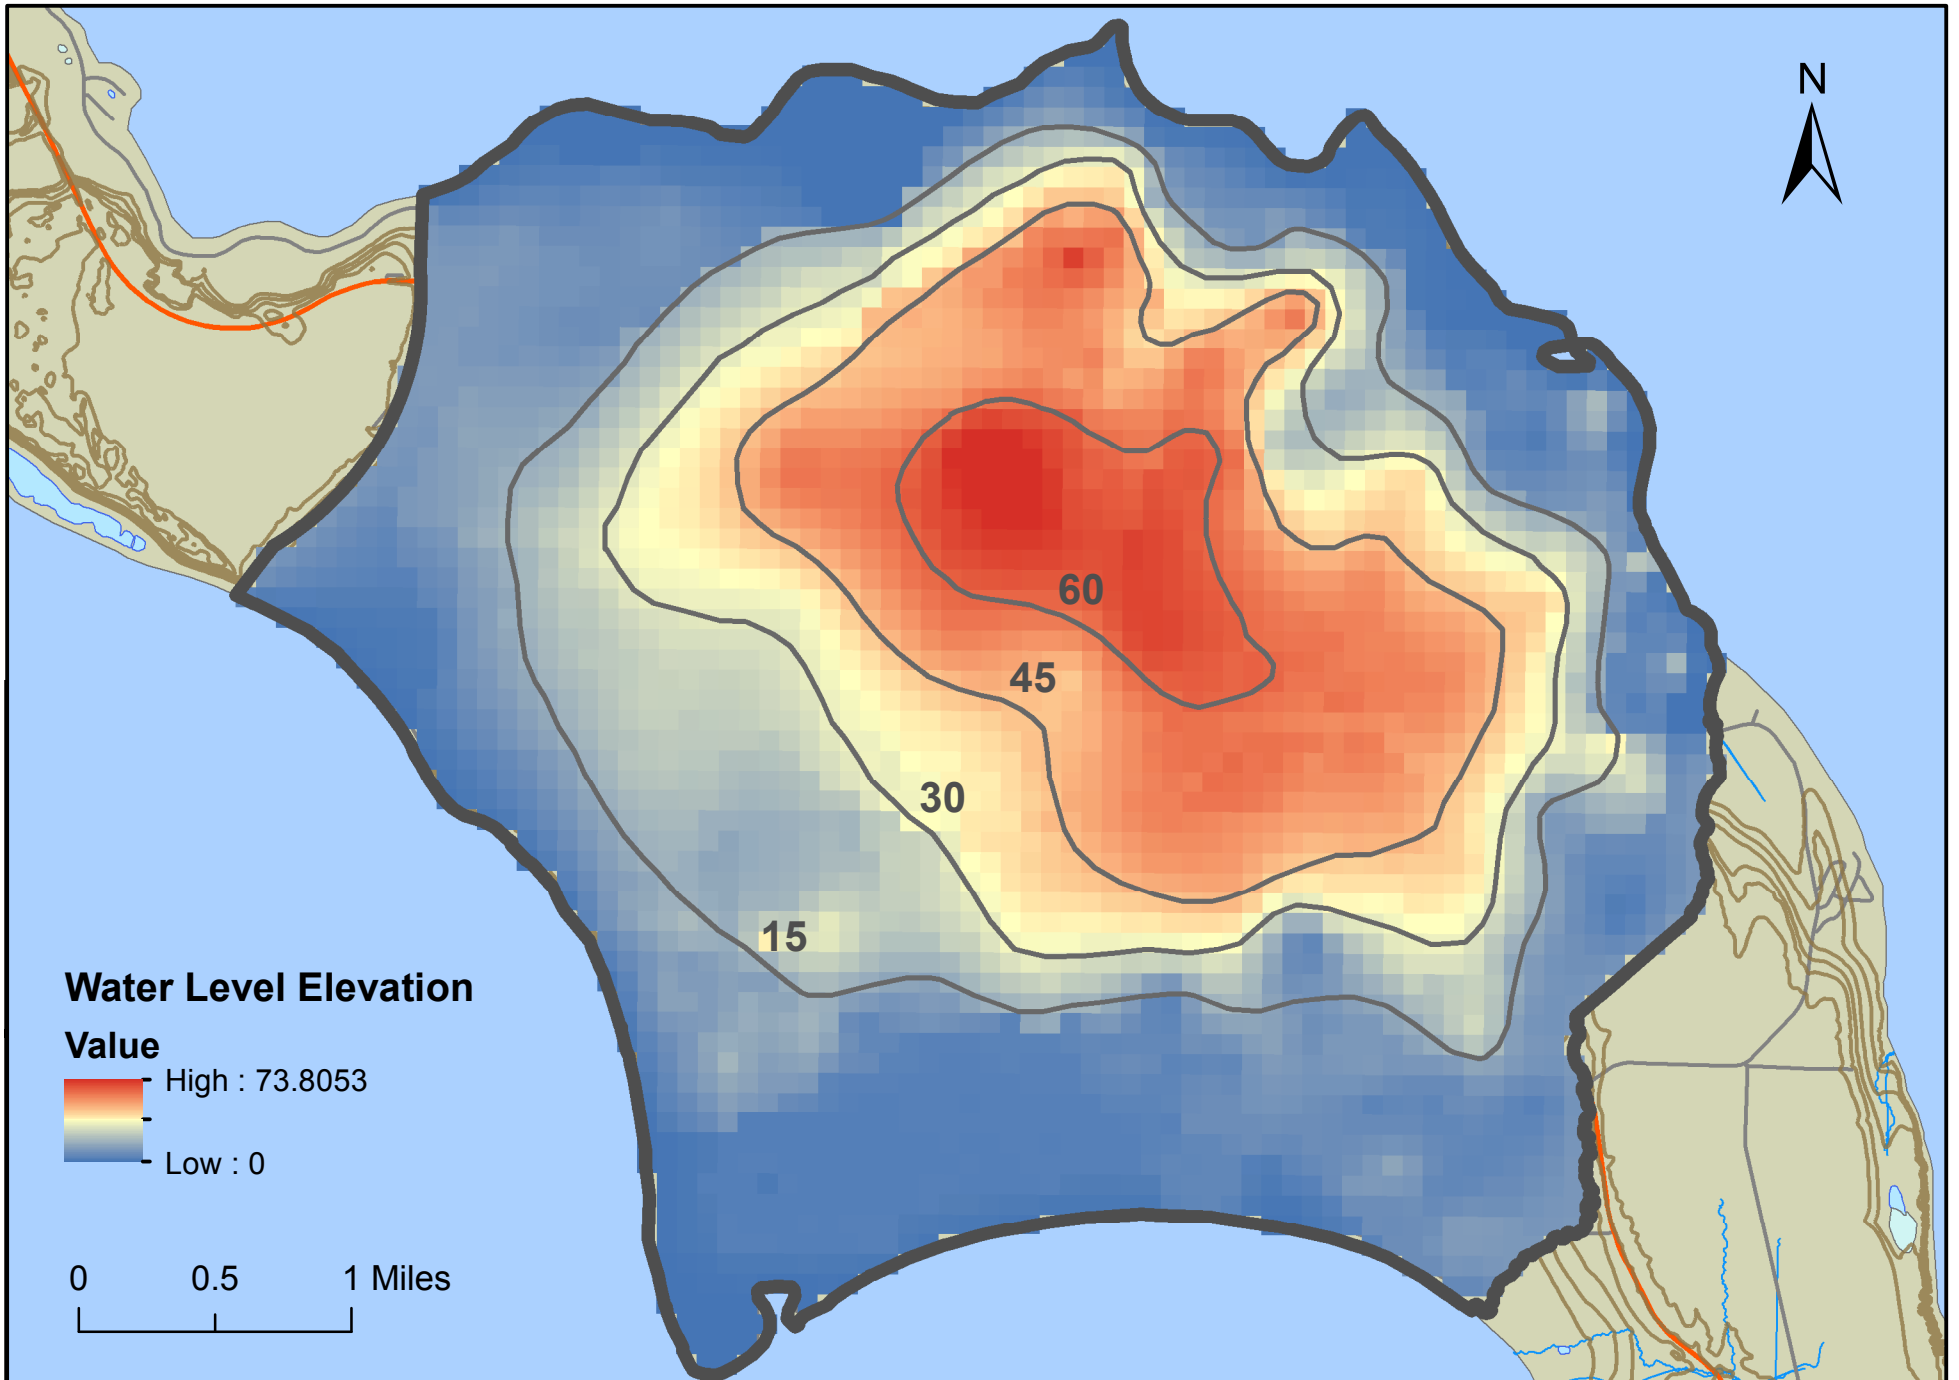 N
60
45
30
15
Water Level Elevation
Value
High : 73.8053
Low : 0
0 0.5 1 Miles